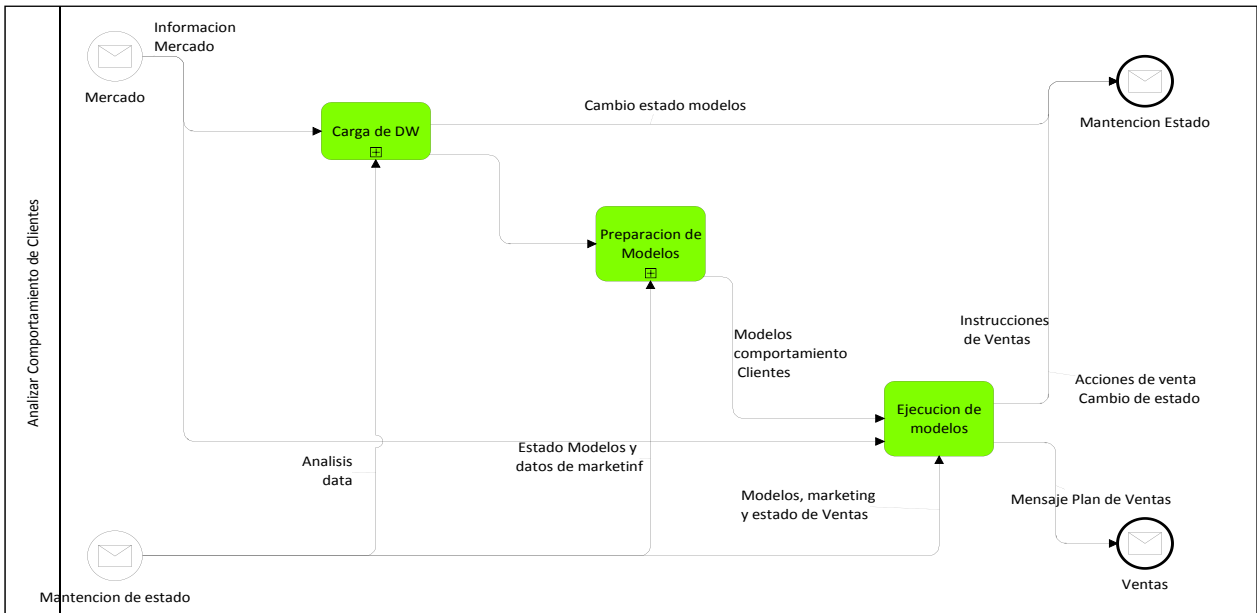 Analizar Comportamiento de Clientes
Informacion
Mercado
Mercado
Carga de DW
Cambio estado modelos
Mantencion Estado
Preparacion de
Modelos
Modelos
comportamiento
Clientes
Instrucciones
de Ventas
Acciones de venta
Cambio de estado
Ejecucion de
modelos
Analisis
data
Estado Modelos y
datos de marketinf
Modelos, marketing
y estado de Ventas
Mensaje Plan de Ventas
Mantencion de estado
Ventas